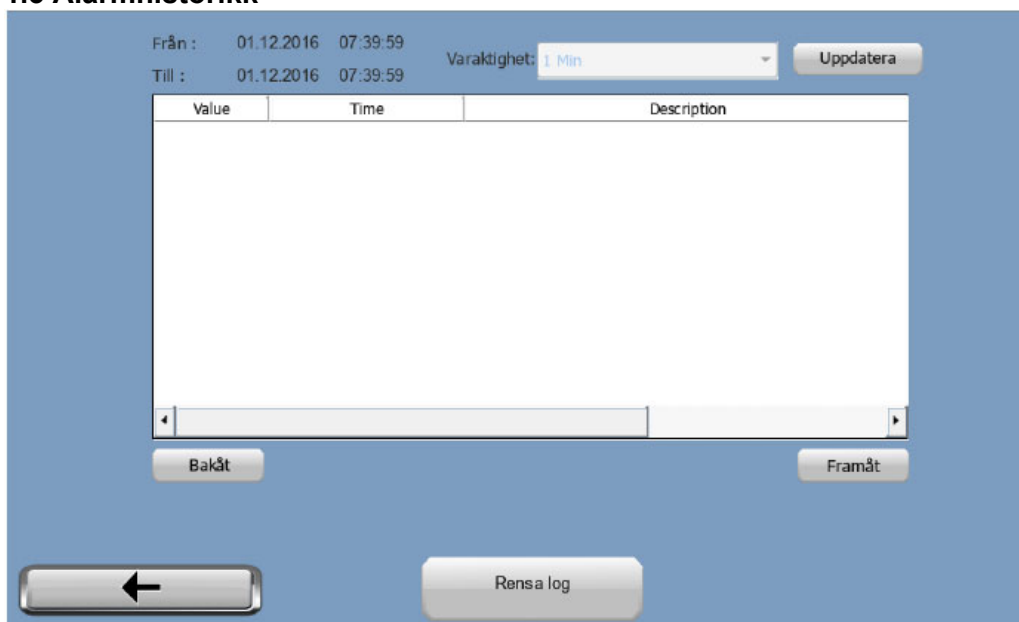 Alarmhistorikk
Från : 01.12.2016 07:39:59
Till : 01.12.2016 07:39:59
Varaktighet: 1 Min
Uppdatera
Value Time Description
Bakåt
Framåt
Rensa log